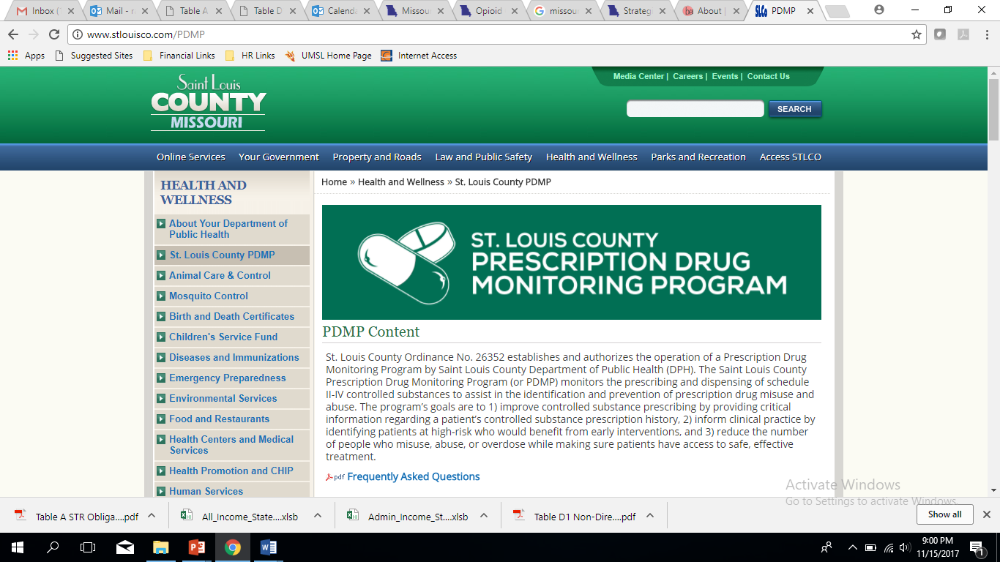 Inbox (
Mail - r
Table A
Table D
Calenda
Missou
Opioid
missour
Strateg
About |
SLCo PDMP
www.stlouisco.com/PDMP
Apps Suggested Sites Financial Links HR Links UMSL Home Page Internet Access
Media Center | Careers | Events | Contact Us
Saint Louis
COUNTY
MISSOURI
SEARCH
Online Services Your Government Property and Roads Law and Public Safety Health and Wellness Parks and Recreation Access STLCO
HEALTH AND
WELLNESS
About Your Department of
Public Health
St. Louis County PDMP
Animal Care & Control
Mosquito Control
Birth and Death Certificates
Children's Service Fund
Diseases and Immunizations
Emergency Preparedness
Environmental Services
Food and Restaurants
Health Centers and Medical
Services
Health Promotion and CHIP
Human Services
Home » Health and Wellness » St. Louis County PDMP
ST. LOUIS COUNTY
PRESCRIPTION DRUG
MONITORING PROGRAM
PDMP Content
St. Louis County Ordinance No. 26352 establishes and authorizes the operation of a Prescription Drug
Monitoring Program by Saint Louis County Department of Public Health (DPH). The Saint Louis County
Prescription Drug Monitoring Program (or PDMP) monitors the prescribing and dispensing of schedule
II-IV controlled substances to assist in the identification and prevention of prescription drug misuse and
abuse. The program's goals are to 1) improve controlled substance prescribing by providing critical
information regarding a patient's controlled substance prescription history, 2) inform clinical practice by
identifying patients at high-risk who would benefit from early interventions, and 3) reduce the number
of people who misuse, abuse, or overdose while making sure patients have access to safe, effective
treatment.
pdf Frequently Asked Questions
Activate Windows
Go to Settings to activate Windows.
Table A STR Obliga....pdf
All_Income_State....xlsb
Admin_Income_St....xlsb
Table D1 Non-Dire....pdf
Show all
9:00 PM
11/15/2017
1